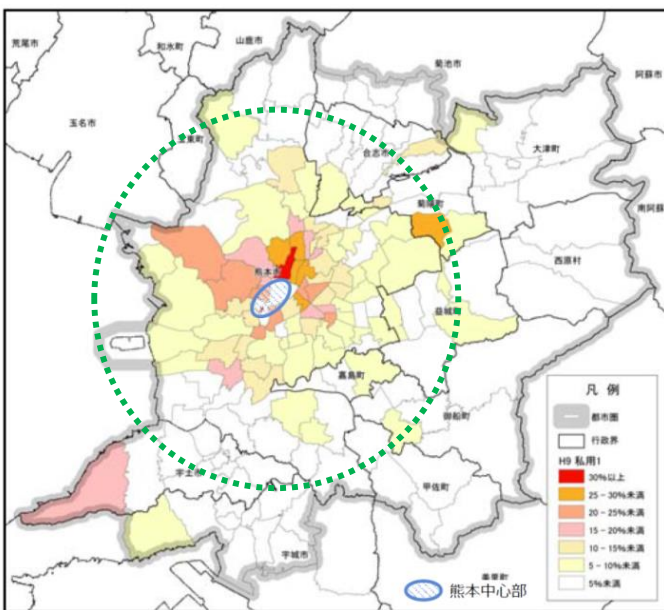 荒尾市
和水町
山鹿市
菊池市
阿蘇市
玉名市
玉東町
合志市
大津町
菊陽町
南阿蘇
熊本市
西原村
益城町
嘉島町
御船町
宇土市
甲佐町
宇城市
美里町
凡 例
都市圏
行政界
H9 私用1
30%以上
25-30%未満
20-25%未満
15-20%未満
10-15%未満
5-10%未満
5%未満
熊本中心部